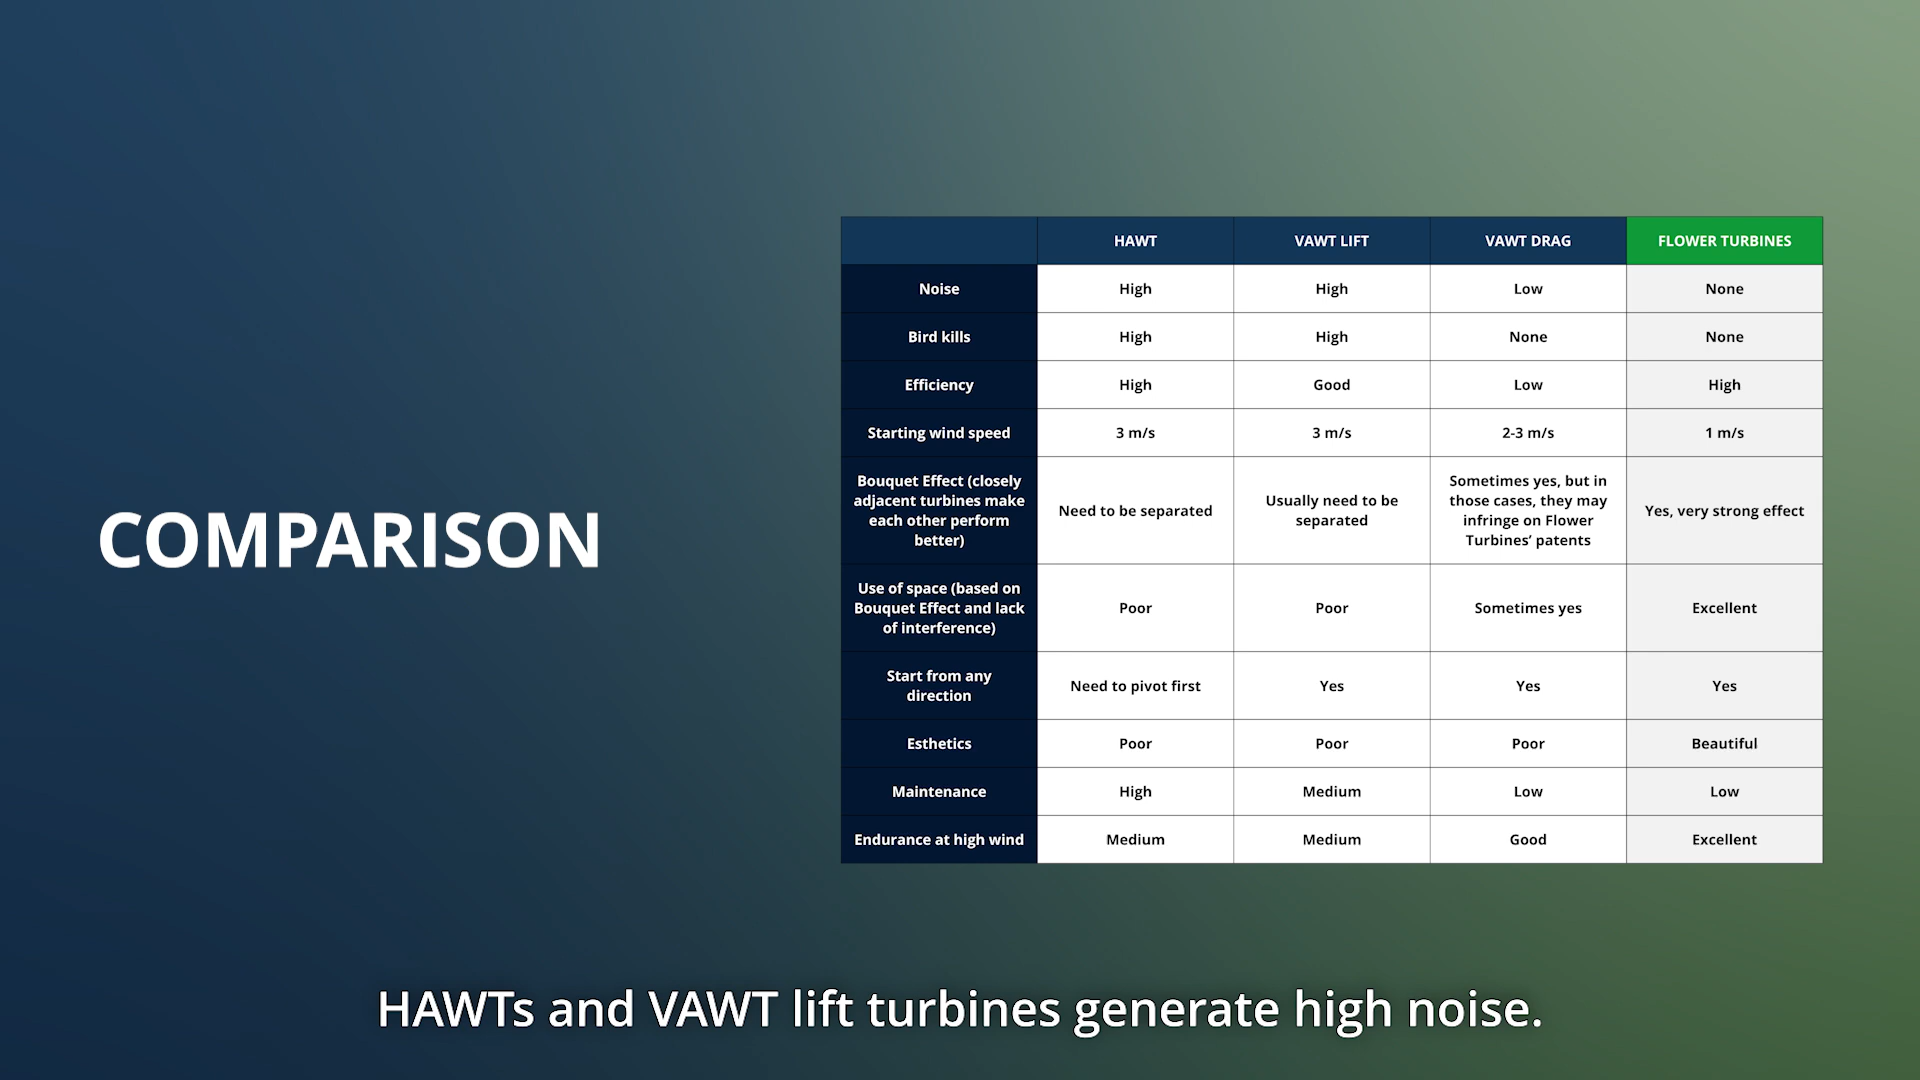 COMPARISON
HAWT VAWT LIFT VAWT DRAG FLOWER TURBINES
Noise High High Low None
Bird kills High High None None
Efficiency High Good Low High
Starting wind speed 3 m/s 3 m/s 2-3 m/s 1 m/s
Bouquet Effect (closely
adjacent turbines make
each other perform
better)
Need to be separated
Usually need to be
separated
Sometimes yes, but in
those cases, they may
infringe on Flower
Turbines’ patents
Yes, very strong effect
Use of space (based on
Bouquet Effect and lack
of interference)
Poor Poor Sometimes yes Excellent
Start from any
direction
Need to pivot first Yes Yes Yes
Esthetics Poor Poor Poor Beautiful
Maintenance High Medium Low Low
Endurance at high wind Medium Medium Good Excellent
HAWTs and VAWT lift turbines generate high noise.